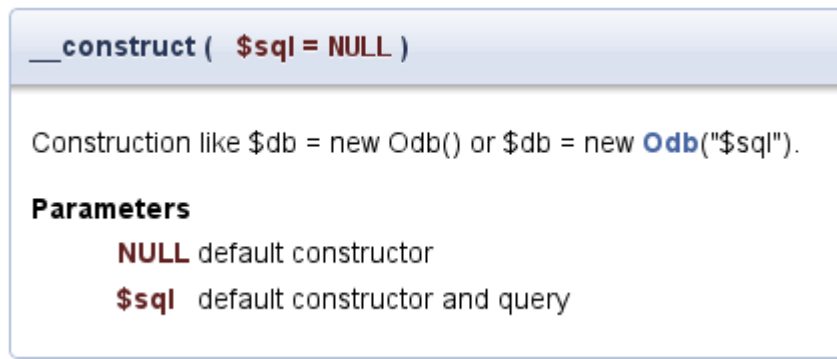 __construct ( $sql = NULL )
Construction like $db = new Odb() or $db = new Odb("$sql").
Parameters
NULL default constructor
$sql default constructor and query